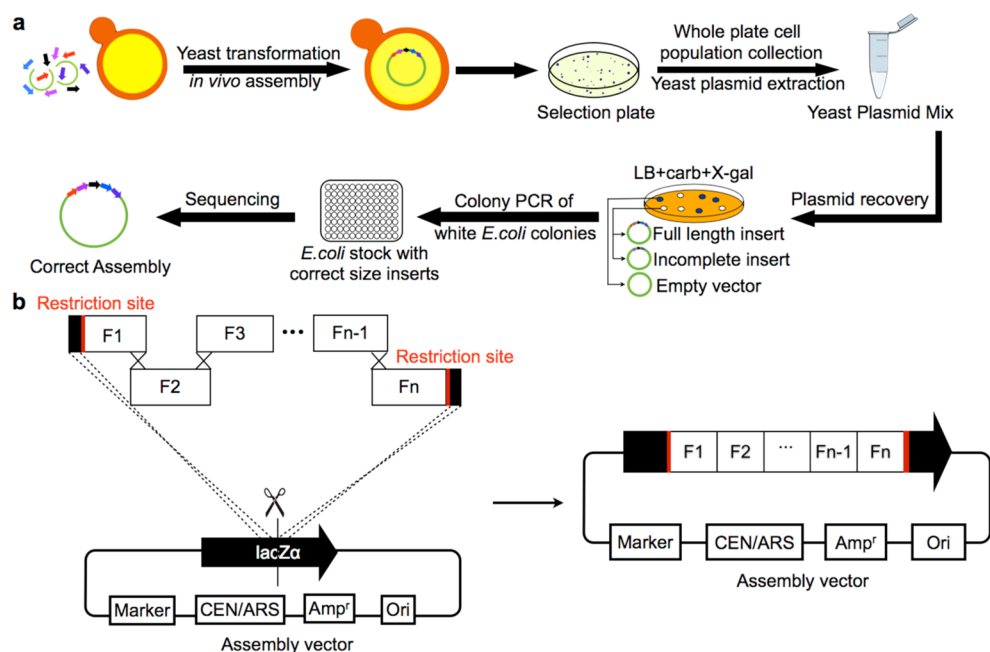 a
Yeast transformation
in vivo assembly
Selection plate
Whole plate cell
population collection
Yeast plasmid extraction
Yeast Plasmid Mix
Plasmid recovery
LB+carb+X-gal
Full length insert
Incomplete insert
Empty vector
Colony PCR of
white E.coli colonies
E.coli stock with
correct size inserts
Sequencing
Correct Assembly
b
Restriction site
F1
F2
F3
...
Fn-1
Fn
Restriction site
lacZα
Marker
CEN/ARS
Ampʳ
Ori
Assembly vector
F1
F2
...
Fn-1
Fn
Marker
CEN/ARS
Ampʳ
Ori
Assembly vector